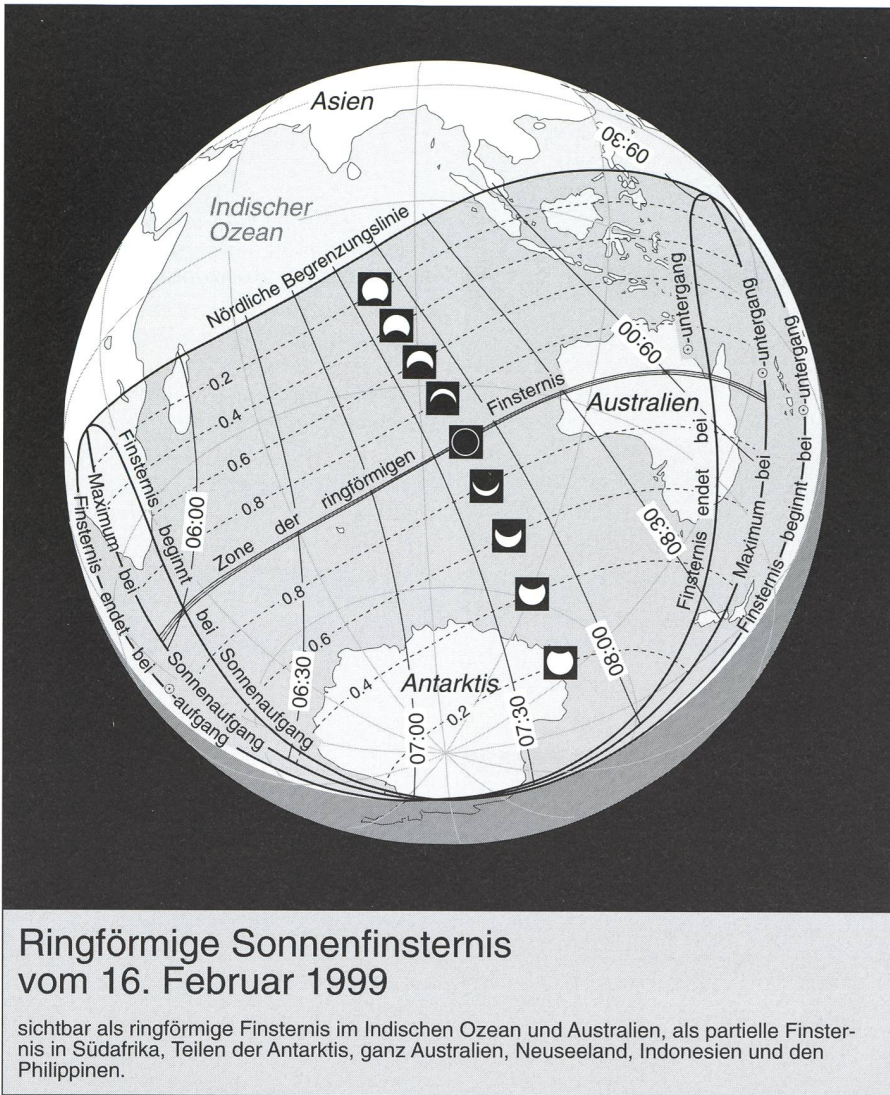 Asien
09:30
Indischer
Ozean
Nördliche Begrenzungslinie
☉-untergang
☉-untergang
☉-untergang
09:00
0.2
0.4
0.6
0.8
Finsternis
Australien
Zone der ringförmigen
Finsternis beginnt bei Sonnenaufgang
Maximum bei Sonnenaufgang
Finsternis endet bei ☉-aufgang
06:00
Finsternis endet bei
Maximum bei
Finsternis beginnt bei
08:30
0.8
0.6
0.4
0.2
06:30
Antarktis
07:00
07:30
08:00
Ringförmige Sonnenfinsternis
vom 16. Februar 1999
sichtbar als ringförmige Finsternis im Indischen Ozean und Australien, als partielle Finster-
nis in Südafrika, Teilen der Antarktis, ganz Australien, Neuseeland, Indonesien und den
Philippinen.